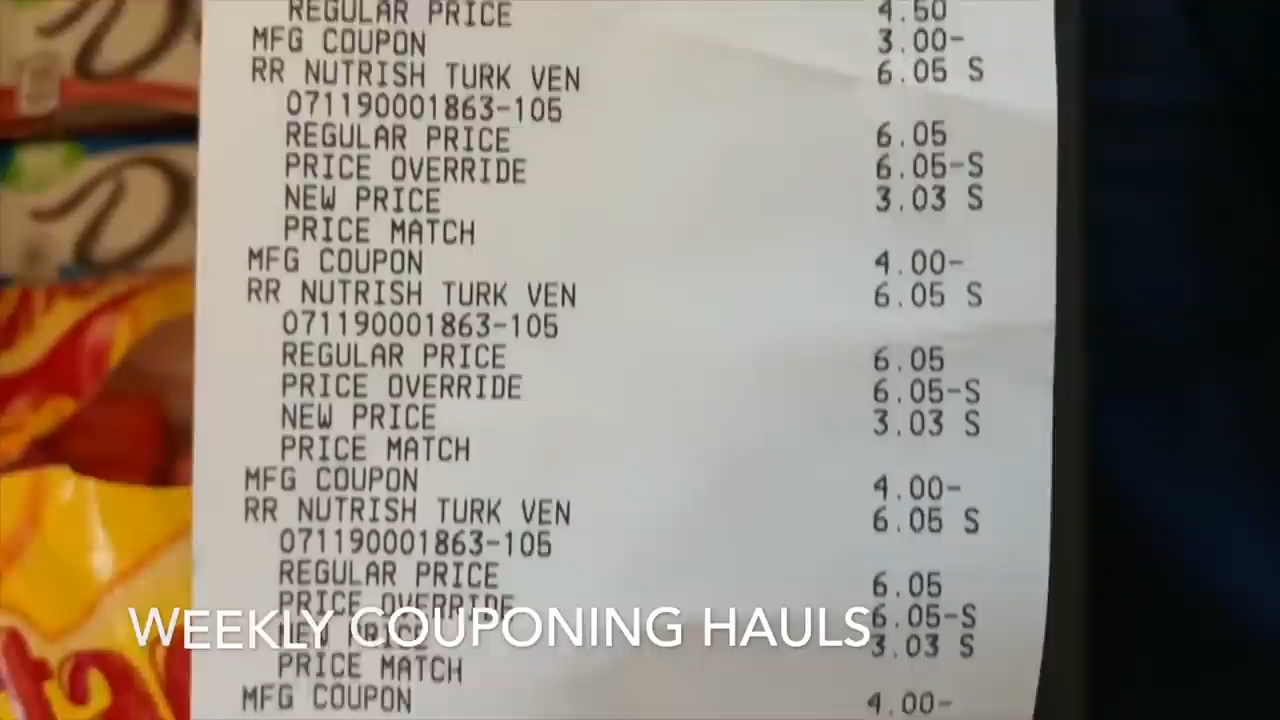 REGULAR PRICE 4.50
MFG COUPON 3.00-
RR NUTRISH TURK VEN 6.05 S
071190001863-105
REGULAR PRICE 6.05
PRICE OVERRIDE 6.05-S
NEW PRICE 3.03 S
PRICE MATCH
MFG COUPON 4.00-
RR NUTRISH TURK VEN 6.05 S
071190001863-105
REGULAR PRICE 6.05
PRICE OVERRIDE 6.05-S
NEW PRICE 3.03 S
PRICE MATCH
MFG COUPON 4.00-
RR NUTRISH TURK VEN 6.05 S
071190001863-105
REGULAR PRICE 6.05
PRICE OVERRIDE 6.05-S
WEEKLY COUPONING HAULS
NEW PRICE 3.03 S
PRICE MATCH
MFG COUPON 4.00-